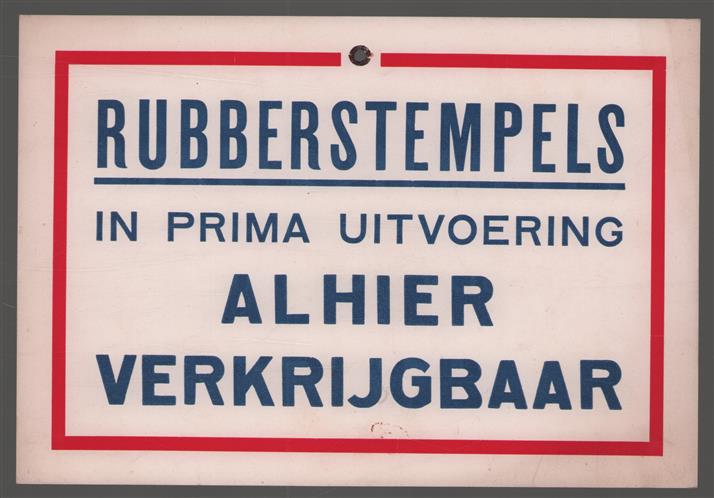 RUBBERSTEMPELS
IN PRIMA UITVOERING
ALHIER
VERKRIJGBAAR